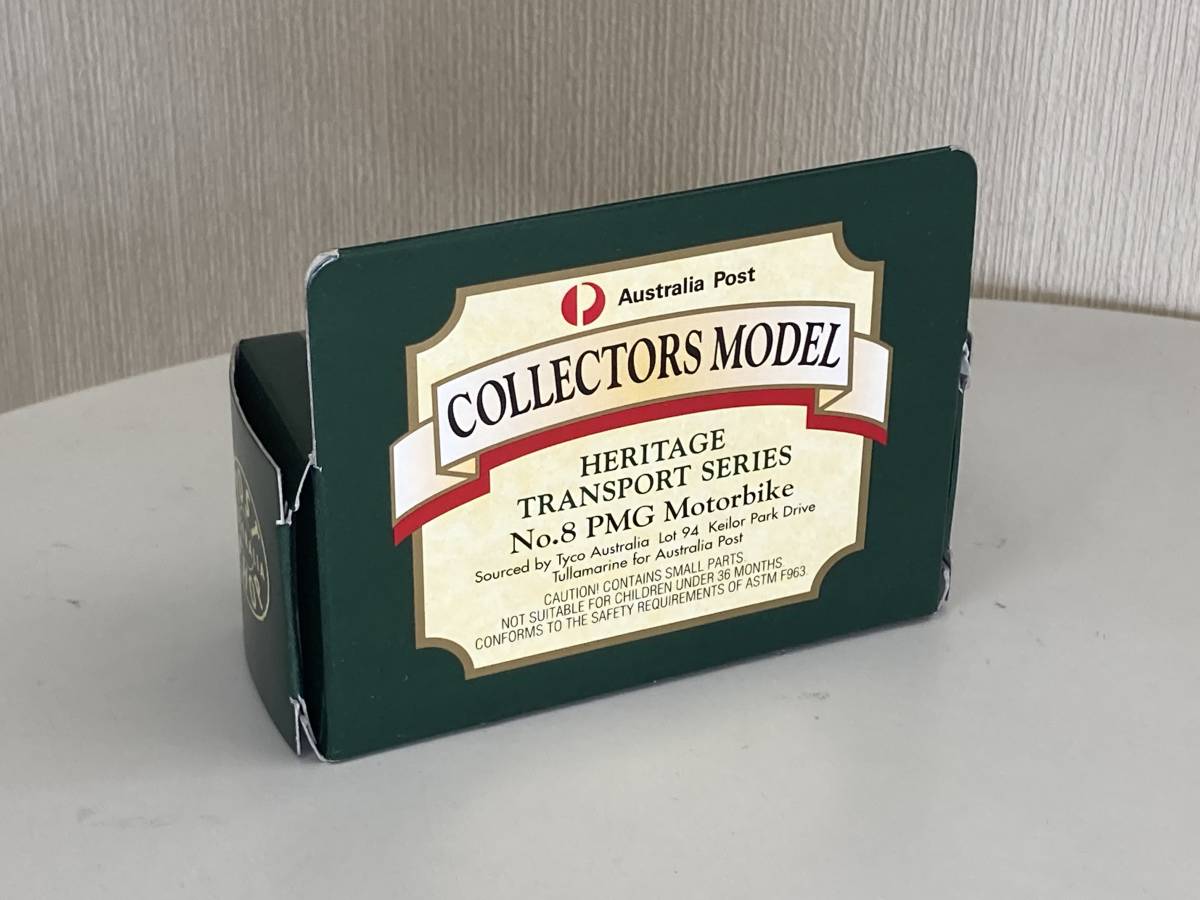 Australia Post
COLLECTORS MODEL
HERITAGE
TRANSPORT SERIES
No.8 PMG Motorbike
Sourced by Tyco Australia Lot 94 Keilor Park Drive
Tullamarine for Australia Post
CAUTION! CONTAINS SMALL PARTS.
NOT SUITABLE FOR CHILDREN UNDER 36 MONTHS.
CONFORMS TO THE SAFETY REQUIREMENTS OF ASTM F963.